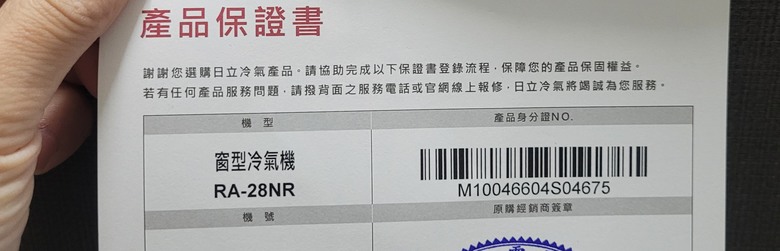 產品保證書
謝謝您選購日立冷氣產品。請協助完成以下保證書登錄流程，保障您的產品保固權益。
若有任何產品服務問題，請撥背面之服務電話或官網線上報修，日立冷氣將竭誠為您服務。
機型
產品身分證NO.
窗型冷氣機
RA-28NR
M10046604S04675
機號
原購經銷商簽章